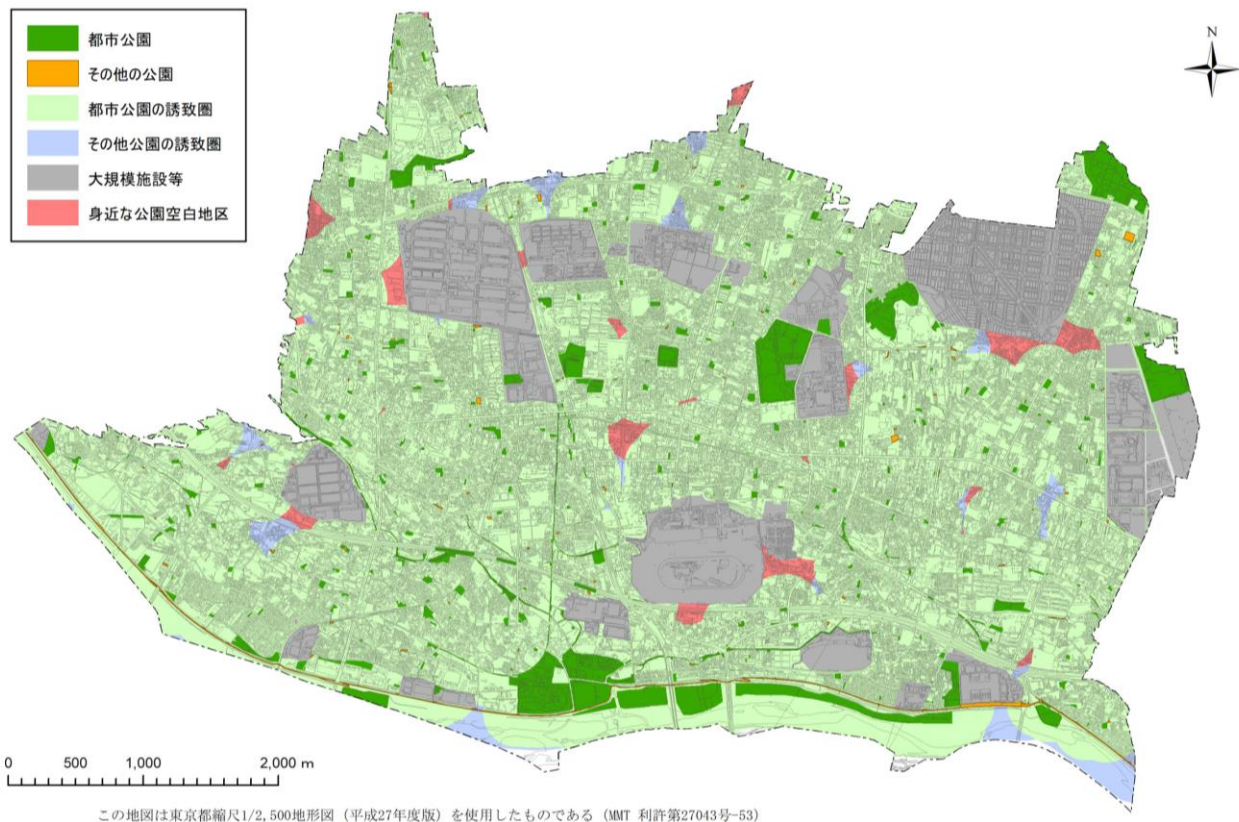 都市公園
その他の公園
都市公園の誘致圏
その他公園の誘致圏
大規模施設等
身近な公園空白地区
N
0 500 1,000 2,000 m
この地図は東京都縮尺1/2,500地形図（平成27年度版）を使用したものである（MMT 利許第27043号-53）